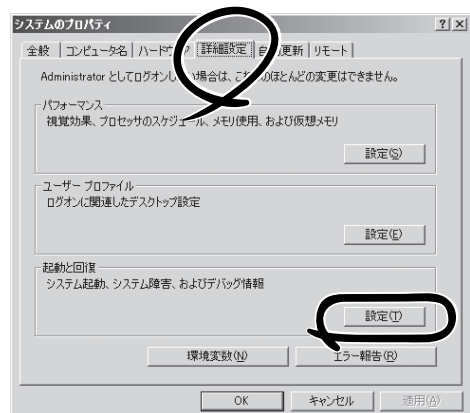 システムのプロパティ
全般 コンピュータ名 ハード 詳細設定 更新 リモート
Administrator としてログオンし 場合は、こ のほとんどの変更はできません。
パフォーマンス
視覚効果、プロセッサのスケジュール、メモリ使用、および仮想メモリ
設定(S)
ユーザー プロファイル
ログオンに関連したデスクトップ設定
設定(E)
起動と回復
システム起動、システム障害、およびデバッグ情報
設定(T)
環境変数(N) エラー報告(R)
OK キャンセル 適用(A)